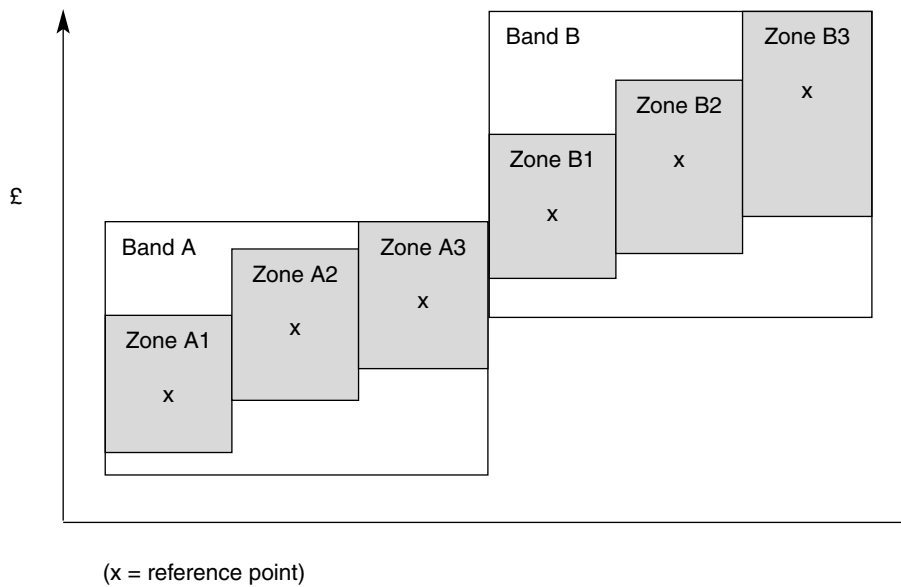 Band B
Zone B3
x
Zone B2
x
Zone B1
x
£
Band A
Zone A3
x
Zone A2
x
Zone A1
x
(x = reference point)